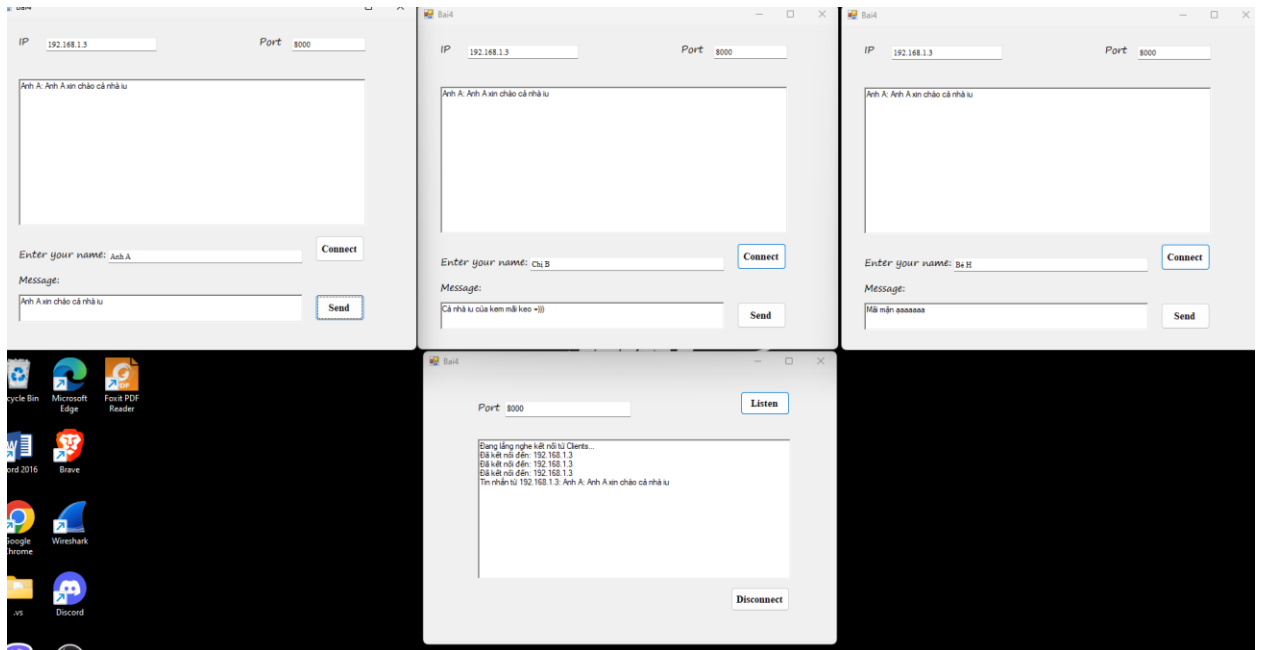 Bai4
IP 192.168.1.3 Port 8000
Anh A: Anh A xin chào cả nhà iu
Enter your name: Anh A
Connect
Message:
Anh A xin chào cả nhà iu
Send
Bai4
IP 192.168.1.3 Port 8000
Anh A: Anh A xin chào cả nhà iu
Enter your name: Chị B
Connect
Message:
Cả nhà iu của kem mãi keo =)))
Send
Bai4
IP 192.168.1.3 Port 8000
Anh A: Anh A xin chào cả nhà iu
Enter your name: Bé H
Connect
Message:
Mãi mận
Send
Bai4
Port 8000
Listen
Đang lắng nghe kết nối từ Clients...
Đã kết nối đến: 192.168.1.3
Đã kết nối đến: 192.168.1.3
Đã kết nối đến: 192.168.1.3
Tin nhắn từ 192.168.1.3: Anh A: Anh A xin chào cả nhà iu
Disconnect
cycle Bin
Microsoft
Edge
Foxit PDF
Reader
ord 2016
Brave
Google
Chrome
Wireshark
.vs
Discord